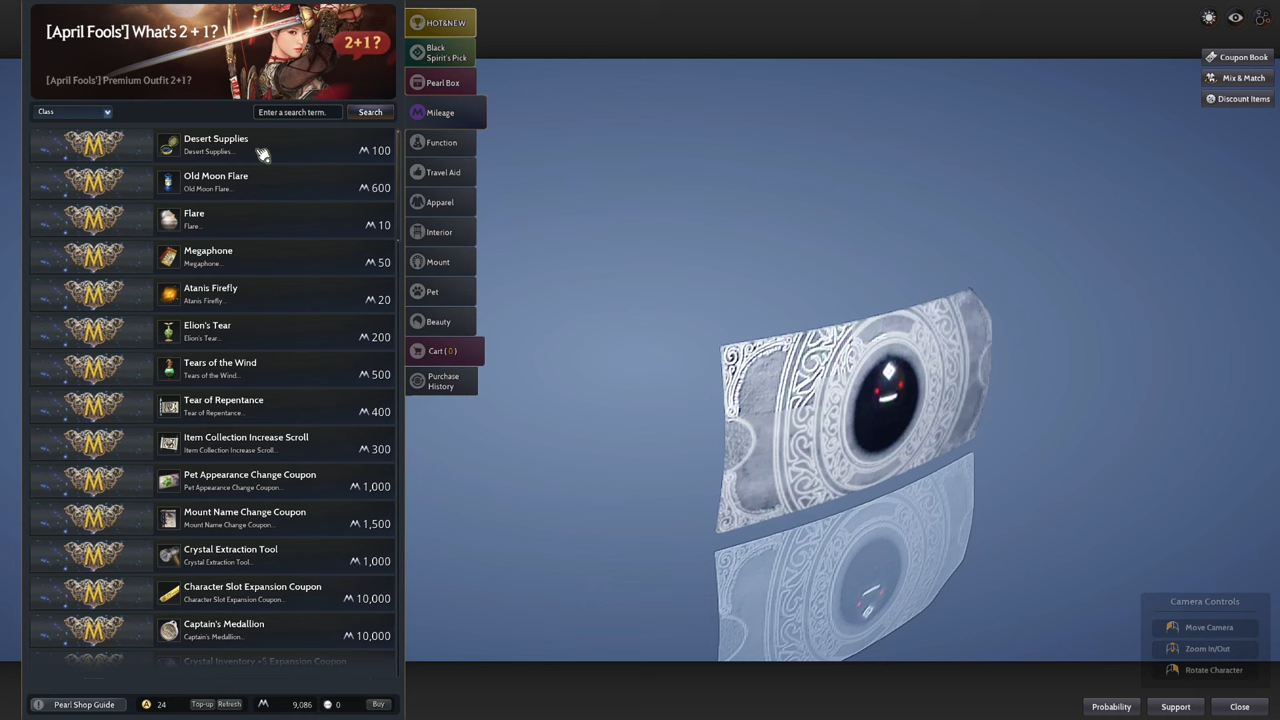 [April Fools'] What's 2 + 1?
2+1?
[April Fools'] Premium Outfit 2+1?
Class
Enter a search term.
Search
Desert Supplies
Desert Supplies...
100
Old Moon Flare
Old Moon Flare...
600
Flare
Flare...
10
Megaphone
Megaphone...
50
Atanis Firefly
Atanis Firefly...
20
Elion's Tear
Elion's Tear...
200
Tears of the Wind
Tears of the Wind...
500
Tear of Repentance
Tear of Repentance...
400
Item Collection Increase Scroll
Item Collection Increase Scroll...
300
Pet Appearance Change Coupon
Pet Appearance Change Coupon...
1,000
Mount Name Change Coupon
Mount Name Change Coupon...
1,500
Crystal Extraction Tool
Crystal Extraction Tool...
1,000
Character Slot Expansion Coupon
Character Slot Expansion Coupon...
10,000
Captain's Medallion
Captain's Medallion...
10,000
Crystal Inventory +5 Expansion Coupon
Pearl Shop Guide
24
Top-up
Refresh
9,086
0
Buy
HOT&NEW
Black
Spirit's Pick
Pearl Box
Mileage
Function
Travel Aid
Apparel
Interior
Mount
Pet
Beauty
Cart ( 0 )
Purchase
History
Coupon Book
Mix & Match
Discount Items
Camera Controls
Move Camera
Zoom In/Out
Rotate Character
Probability
Support
Close